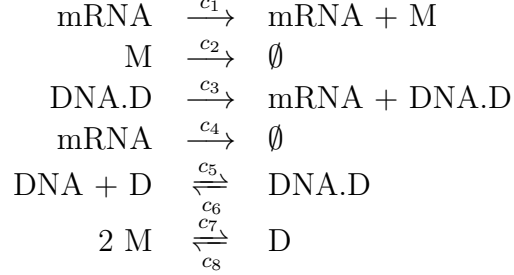 mRNA c₁⟶ mRNA + M
M c₂⟶ ∅
DNA.D c₃⟶ mRNA + DNA.D
mRNA c₄⟶ ∅
DNA + D c₅⇌c₆ DNA.D
2 M c₇⇌c₈ D